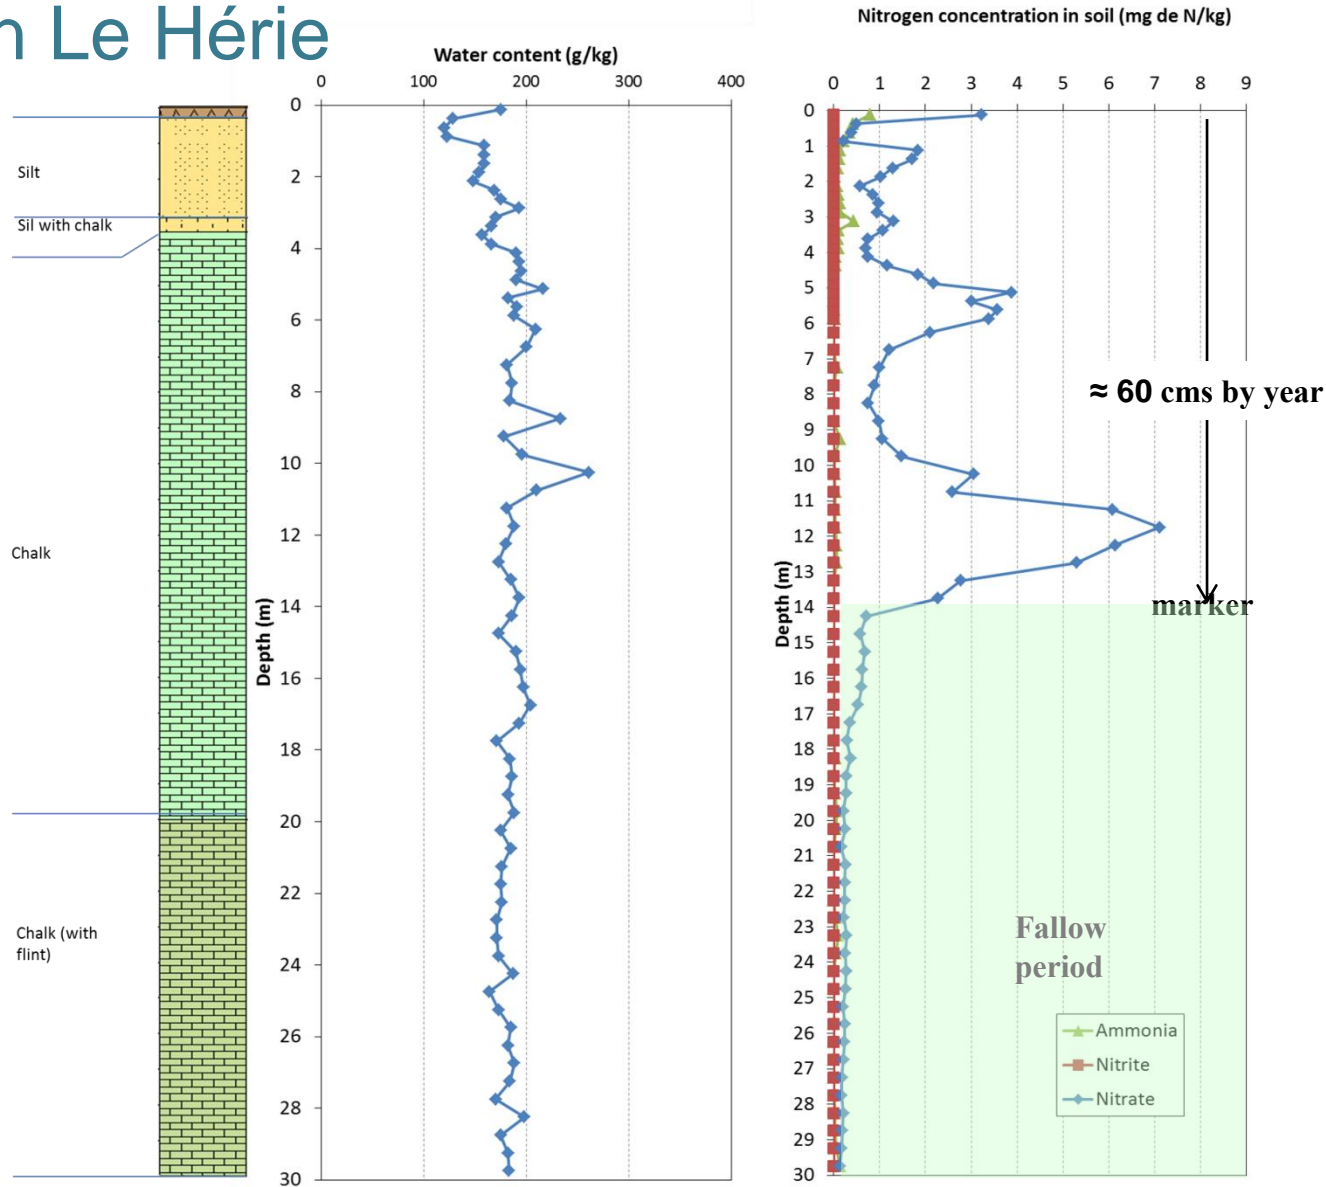 n Le Hérie
Nitrogen concentration in soil (mg de N/kg)
Water content (g/kg)
0 100 200 300 400
0 1 2 3 4 5 6 7 8 9
Silt
Sil with chalk
Chalk
Chalk (with
flint)
Depth (m)
0
2
4
6
8
10
12
14
16
18
20
22
24
26
28
30
Depth (m)
0
1
2
3
4
5
6
7
8
9
10
11
12
13
14
15
16
17
18
19
20
21
22
23
24
25
26
27
28
29
30
≈ 60 cms by year
marker
Fallow
period
Ammonia
Nitrite
Nitrate